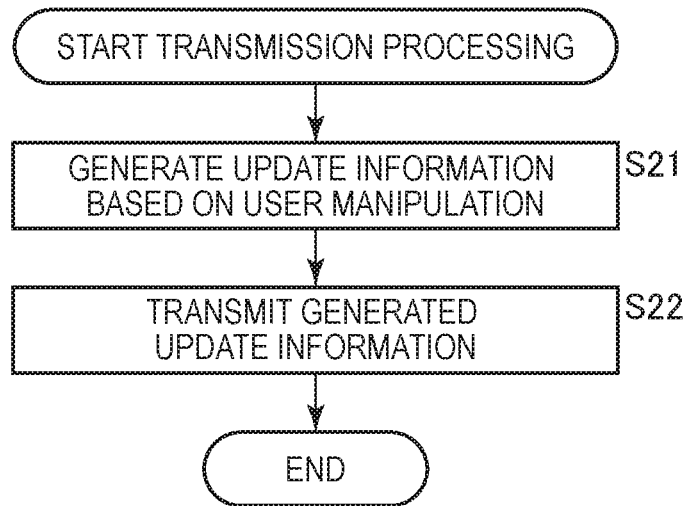 START TRANSMISSION PROCESSING
GENERATE UPDATE INFORMATION
BASED ON USER MANIPULATION
S21
TRANSMIT GENERATED
UPDATE INFORMATION
S22
END